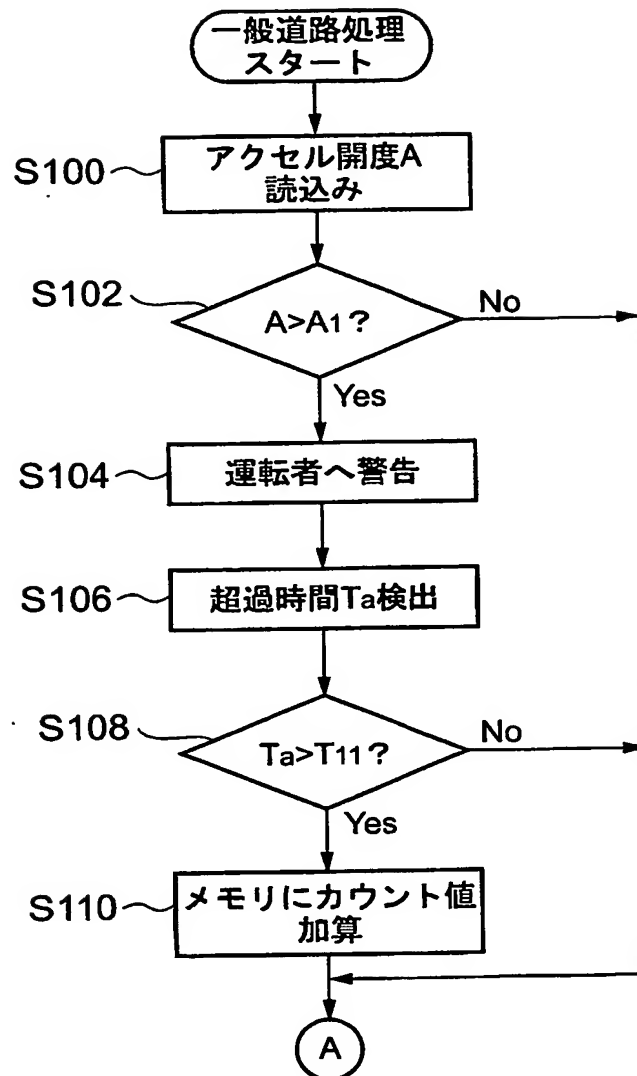 一般道路処理
スタート
S100
アクセル開度A
読込み
S102
A>A1?
No
Yes
S104
運転者へ警告
S106
超過時間Ta検出
S108
Ta>T11?
No
Yes
S110
メモリにカウント値
加算
A